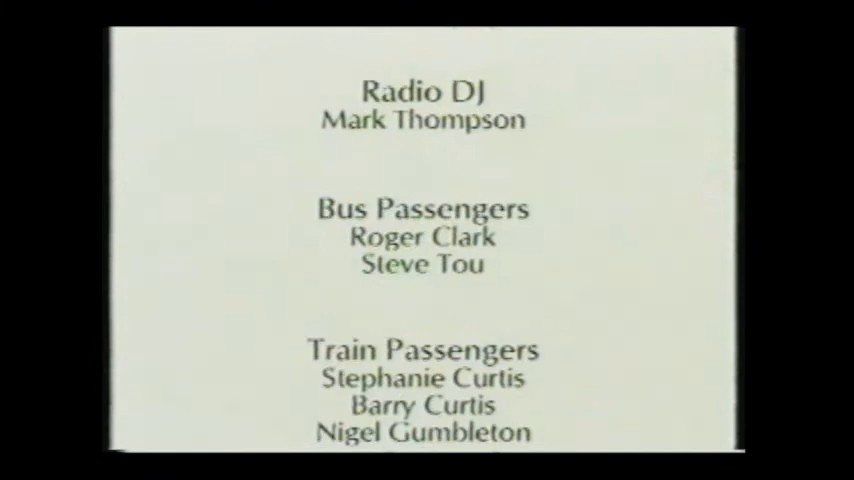 Radio DJ
Mark Thompson
Bus Passengers
Roger Clark
Steve Tou
Train Passengers
Stephanie Curtis
Barry Curtis
Nigel Gumbleton